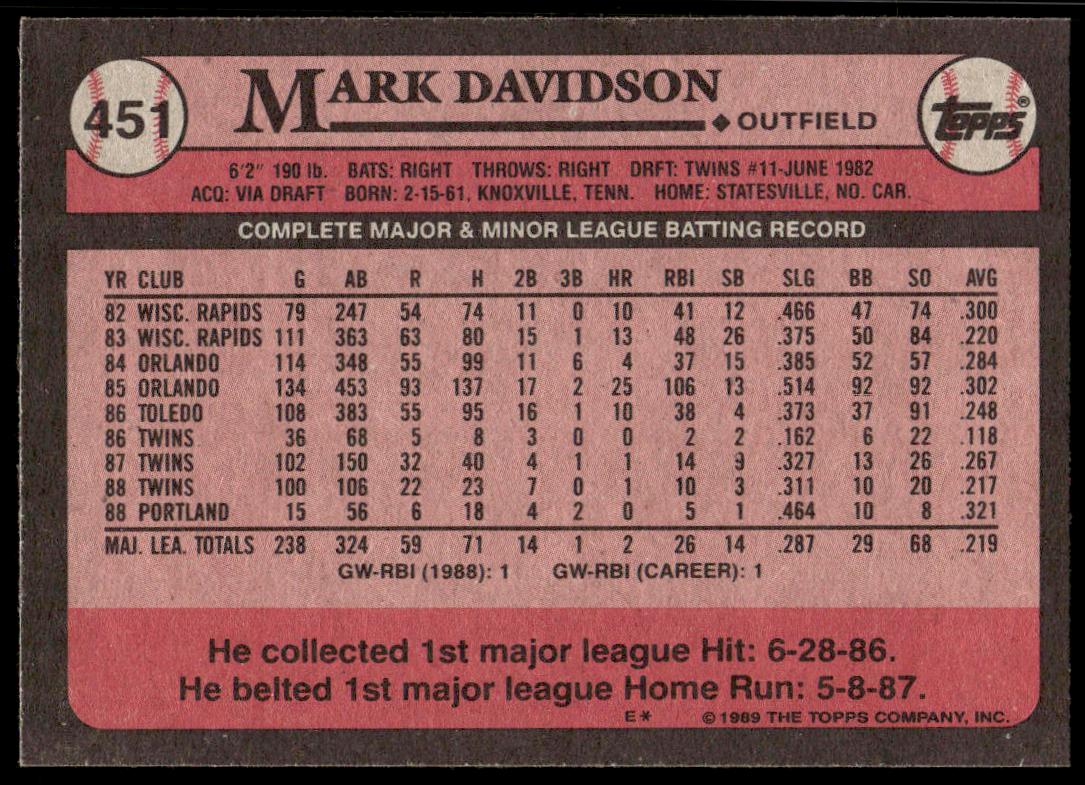 451
MARK DAVIDSON
◆ OUTFIELD
topps®
6'2" 190 lb. BATS: RIGHT THROWS: RIGHT DRFT: TWINS #11-JUNE 1982
ACQ: VIA DRAFT BORN: 2-15-61, KNOXVILLE, TENN. HOME: STATESVILLE, NO. CAR.
COMPLETE MAJOR & MINOR LEAGUE BATTING RECORD
YR CLUB G AB R H 2B 3B HR RBI SB SLG BB SO AVG
82 WISC. RAPIDS 79 247 54 74 11 0 10 41 12 .466 47 74 .300
83 WISC. RAPIDS 111 363 63 80 15 1 13 48 26 .375 50 84 .220
84 ORLANDO 114 348 55 99 11 6 4 37 15 .385 52 57 .284
85 ORLANDO 134 453 93 137 17 2 25 106 13 .514 92 92 .302
86 TOLEDO 108 383 55 95 16 1 10 38 4 .373 37 91 .248
86 TWINS 36 68 5 8 3 0 0 2 2 .162 6 22 .118
87 TWINS 102 150 32 40 4 1 1 14 9 .327 13 26 .267
88 TWINS 100 106 22 23 7 0 1 10 3 .311 10 20 .217
88 PORTLAND 15 56 6 18 4 2 0 5 1 .464 10 8 .321
MAJ. LEA. TOTALS 238 324 59 71 14 1 2 26 14 .287 29 68 .219
GW-RBI (1988): 1 GW-RBI (CAREER): 1
He collected 1st major league Hit: 6-28-86.
He belted 1st major league Home Run: 5-8-87.
E* © 1989 THE TOPPS COMPANY, INC.